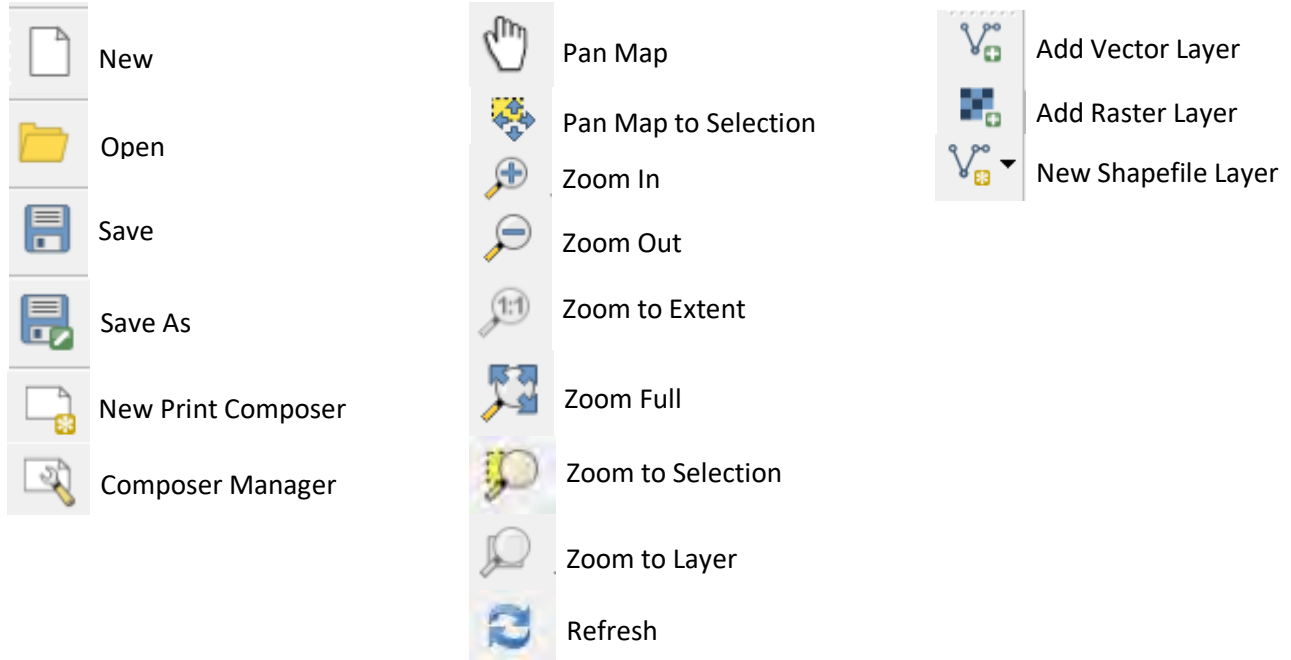 New
Open
Save
Save As
New Print Composer
Composer Manager
Pan Map
Pan Map to Selection
Zoom In
Zoom Out
1:1
Zoom to Extent
Zoom Full
Zoom to Selection
Zoom to Layer
Refresh
Add Vector Layer
Add Raster Layer
New Shapefile Layer